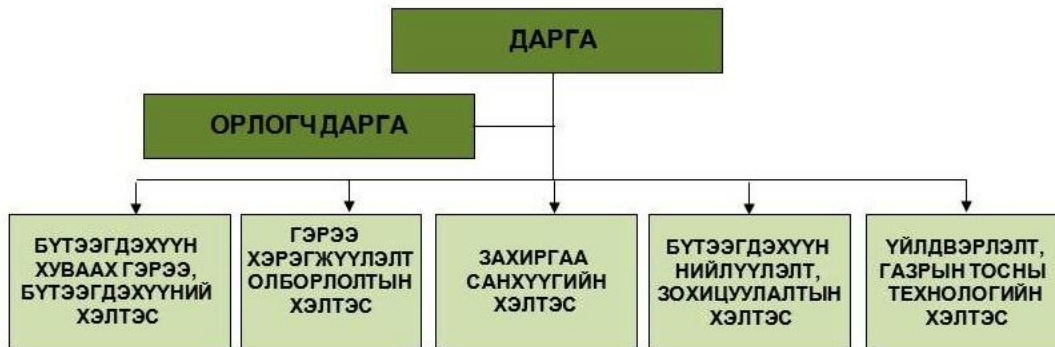 ДАРГА
ОРЛОГЧ ДАРГА
БҮТЭЭГДЭХҮҮН
ХУВААХ ГЭРЭЭ,
БҮТЭЭГДЭХҮҮНИЙ
ХЭЛТЭС
ГЭРЭЭ
ХЭРЭГЖҮҮЛЭЛТ
ОЛБОРЛОЛТЫН
ХЭЛТЭС
ЗАХИРГАА
САНХҮҮГИЙН
ХЭЛТЭС
БҮТЭЭГДЭХҮҮН
НИЙЛҮҮЛЭЛТ,
ЗОХИЦУУЛАЛТЫН
ХЭЛТЭС
ҮЙЛДВЭРЛЭЛТ,
ГАЗРЫН ТОСНЫ
ТЕХНОЛОГИЙН
ХЭЛТЭС